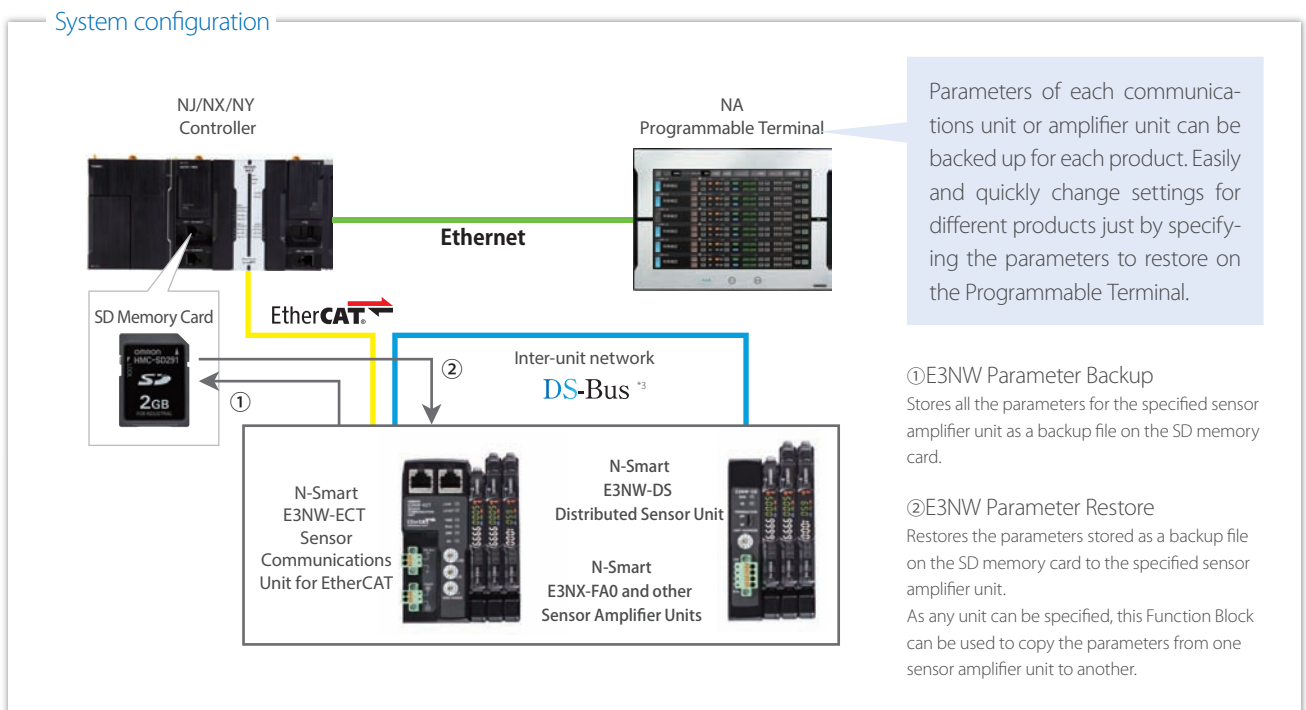 System configuration
NJ/NX/NY
Controller
NA
Programmable Terminal
Ethernet
SD Memory Card
EtherCAT®
omron
HMC-SD291
SD
2GB
FOR INDUSTRIAL
①
②
Inter-unit network
DS-Bus *3
N-Smart
E3NW-ECT
Sensor
Communications
Unit for EtherCAT
N-Smart
E3NW-DS
Distributed Sensor Unit
N-Smart
E3NX-FA0 and other
Sensor Amplifier Units
Parameters of each communica-
tions unit or amplifier unit can be
backed up for each product. Easily
and quickly change settings for
different products just by specify-
ing the parameters to restore on
the Programmable Terminal.
①E3NW Parameter Backup
Stores all the parameters for the specified sensor
amplifier unit as a backup file on the SD memory
card.
②E3NW Parameter Restore
Restores the parameters stored as a backup file
on the SD memory card to the specified sensor
amplifier unit.
As any unit can be specified, this Function Block
can be used to copy the parameters from one
sensor amplifier unit to another.